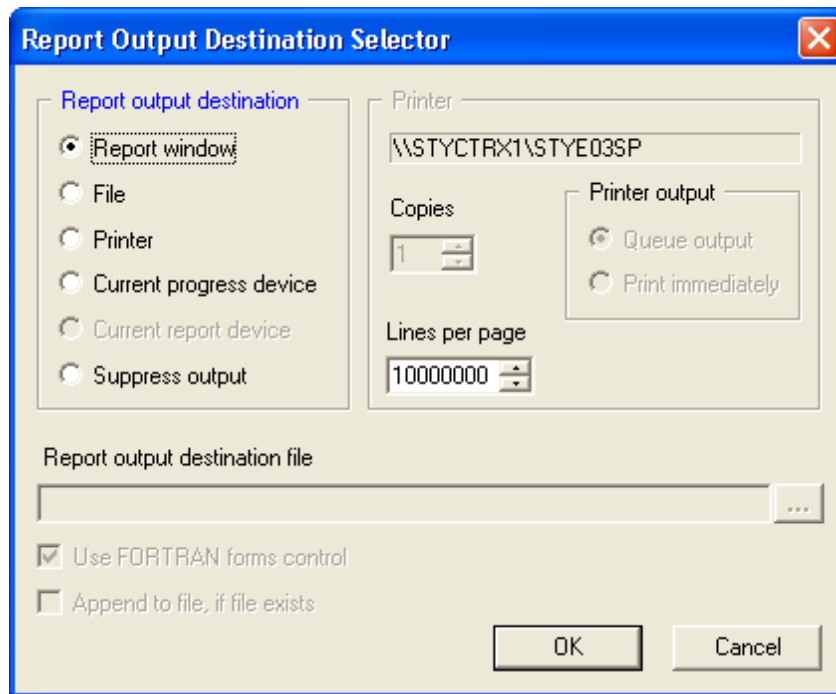 Report Output Destination Selector
Report output destination
Report window
File
Printer
Current progress device
Current report device
Suppress output
Printer
\\STYCTRX1\STYE03SP
Copies
1
Printer output
Queue output
Print immediately
Lines per page
10000000
Report output destination file
...
Use FORTRAN forms control
Append to file, if file exists
OK
Cancel